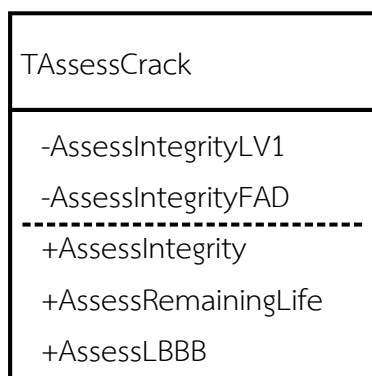 TAssessCrack
-AssessIntegrityLV1
-AssessIntegrityFAD
+AssessIntegrity
+AssessRemainingLife
+AssessLBBB